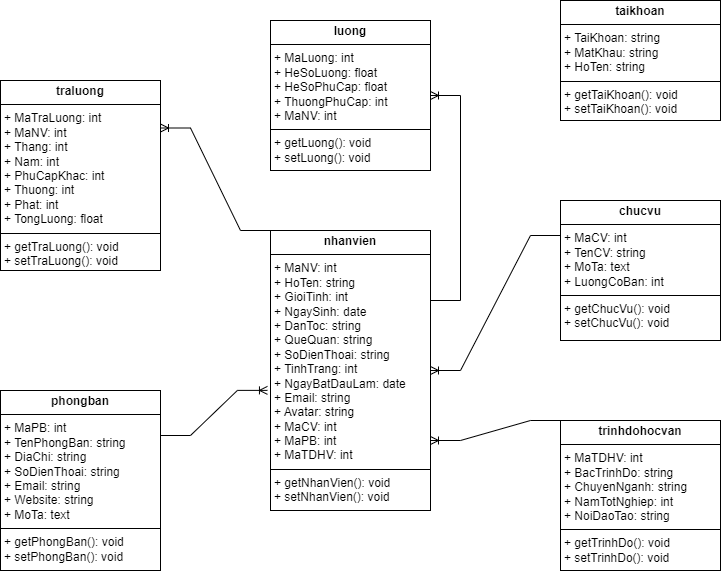 luong
+ MaLuong: int
+ HeSoLuong: float
+ HeSoPhuCap: float
+ ThuongPhuCap: int
+ MaNV: int
+ getLuong(): void
+ setLuong(): void
taikhoan
+ TaiKhoan: string
+ MatKhau: string
+ HoTen: string
+ getTaiKhoan(): void
+ setTaiKhoan(): void
traluong
+ MaTraLuong: int
+ MaNV: int
+ Thang: int
+ Nam: int
+ PhuCapKhac: int
+ Thuong: int
+ Phat: int
+ TongLuong: float
+ getTraLuong(): void
+ setTraLuong(): void
nhanvien
+ MaNV: int
+ HoTen: string
+ GioiTinh: int
+ NgaySinh: date
+ DanToc: string
+ QueQuan: string
+ SoDienThoai: string
+ TinhTrang: int
+ NgayBatDauLam: date
+ Email: string
+ Avatar: string
+ MaCV: int
+ MaPB: int
+ MaTDHV: int
+ getNhanVien(): void
+ setNhanVien(): void
chucvu
+ MaCV: int
+ TenCV: string
+ MoTa: text
+ LuongCoBan: int
+ getChucVu(): void
+ setChucVu(): void
phongban
+ MaPB: int
+ TenPhongBan: string
+ DiaChi: string
+ SoDienThoai: string
+ Email: string
+ Website: string
+ MoTa: text
+ getPhongBan(): void
+ setPhongBan(): void
trinhdohocvan
+ MaTDHV: int
+ BacTrinhDo: string
+ ChuyenNganh: string
+ NamTotNghiep: int
+ NoiDaoTao: string
+ getTrinhDo(): void
+ setTrinhDo(): void